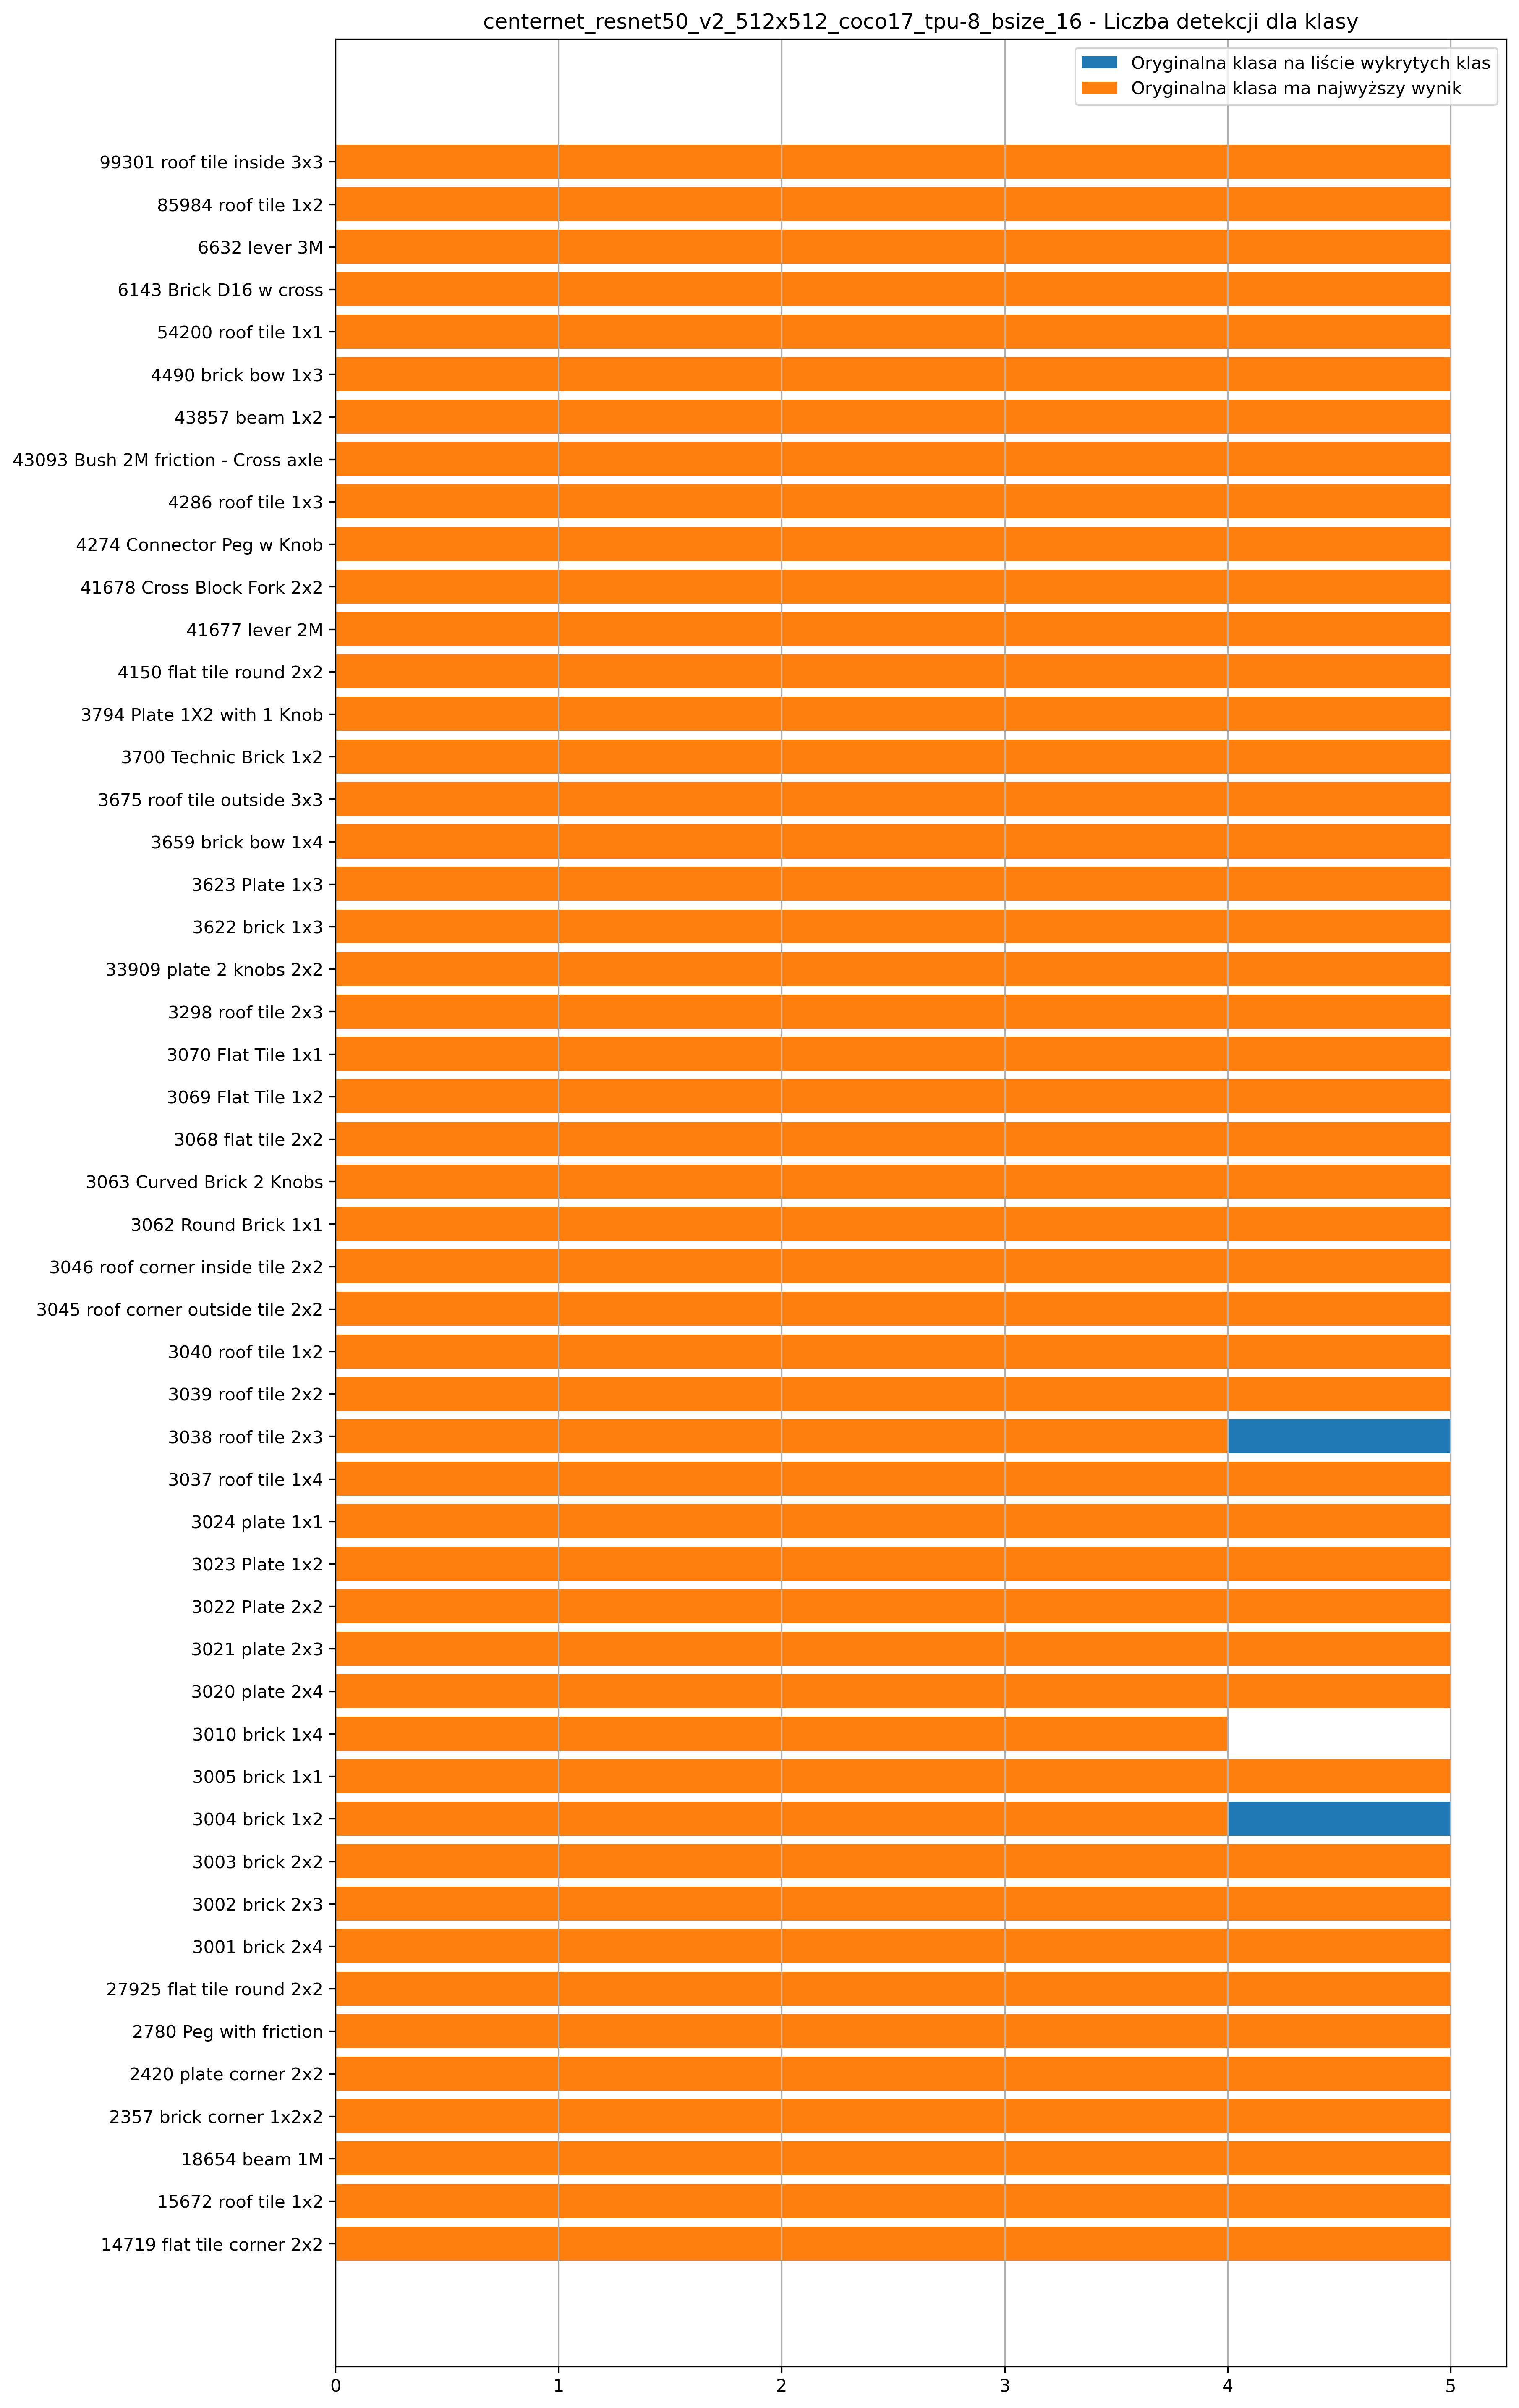 centernet_resnet50_v2_512x512_coco17_tpu-8_bsize_16 - Liczba detekcji dla klasy
Oryginalna klasa na liście wykrytych klas
Oryginalna klasa ma najwyższy wynik
99301 roof tile inside 3x3
85984 roof tile 1x2
6632 lever 3M
6143 Brick D16 w cross
54200 roof tile 1x1
4490 brick bow 1x3
43857 beam 1x2
43093 Bush 2M friction - Cross axle
4286 roof tile 1x3
4274 Connector Peg w Knob
41678 Cross Block Fork 2x2
41677 lever 2M
4150 flat tile round 2x2
3794 Plate 1X2 with 1 Knob
3700 Technic Brick 1x2
3675 roof tile outside 3x3
3659 brick bow 1x4
3623 Plate 1x3
3622 brick 1x3
33909 plate 2 knobs 2x2
3298 roof tile 2x3
3070 Flat Tile 1x1
3069 Flat Tile 1x2
3068 flat tile 2x2
3063 Curved Brick 2 Knobs
3062 Round Brick 1x1
3046 roof corner inside tile 2x2
3045 roof corner outside tile 2x2
3040 roof tile 1x2
3039 roof tile 2x2
3038 roof tile 2x3
3037 roof tile 1x4
3024 plate 1x1
3023 Plate 1x2
3022 Plate 2x2
3021 plate 2x3
3020 plate 2x4
3010 brick 1x4
3005 brick 1x1
3004 brick 1x2
3003 brick 2x2
3002 brick 2x3
3001 brick 2x4
27925 flat tile round 2x2
2780 Peg with friction
2420 plate corner 2x2
2357 brick corner 1x2x2
18654 beam 1M
15672 roof tile 1x2
14719 flat tile corner 2x2
0 1 2 3 4 5